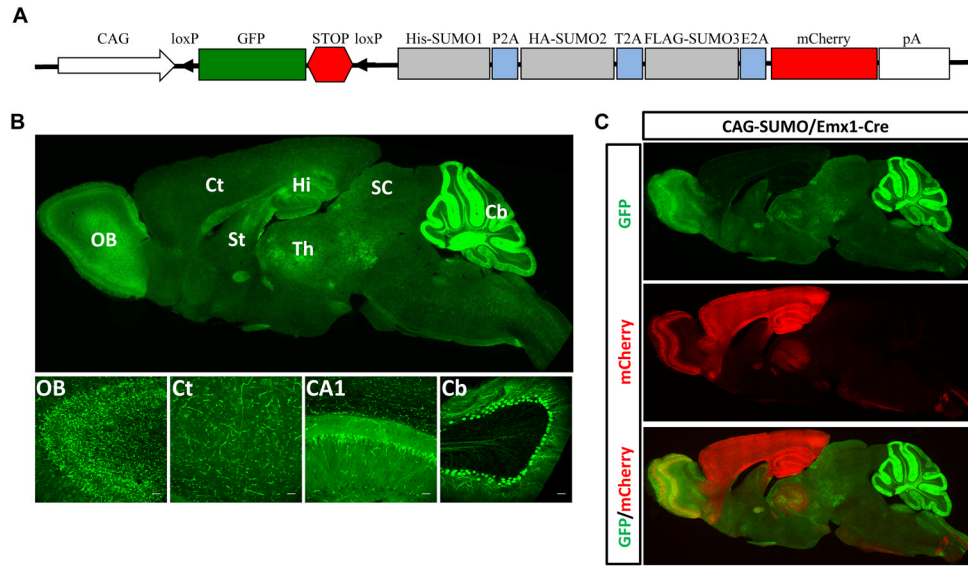 A
CAG loxP GFP STOP loxP His-SUMO1 P2A HA-SUMO2 T2A FLAG-SUMO3 E2A mCherry pA
B
Ct Hi SC
OB St Th Cb
OB Ct CA1 Cb
C
CAG-SUMO/Emx1-Cre
GFP
mCherry
GFP/mCherry